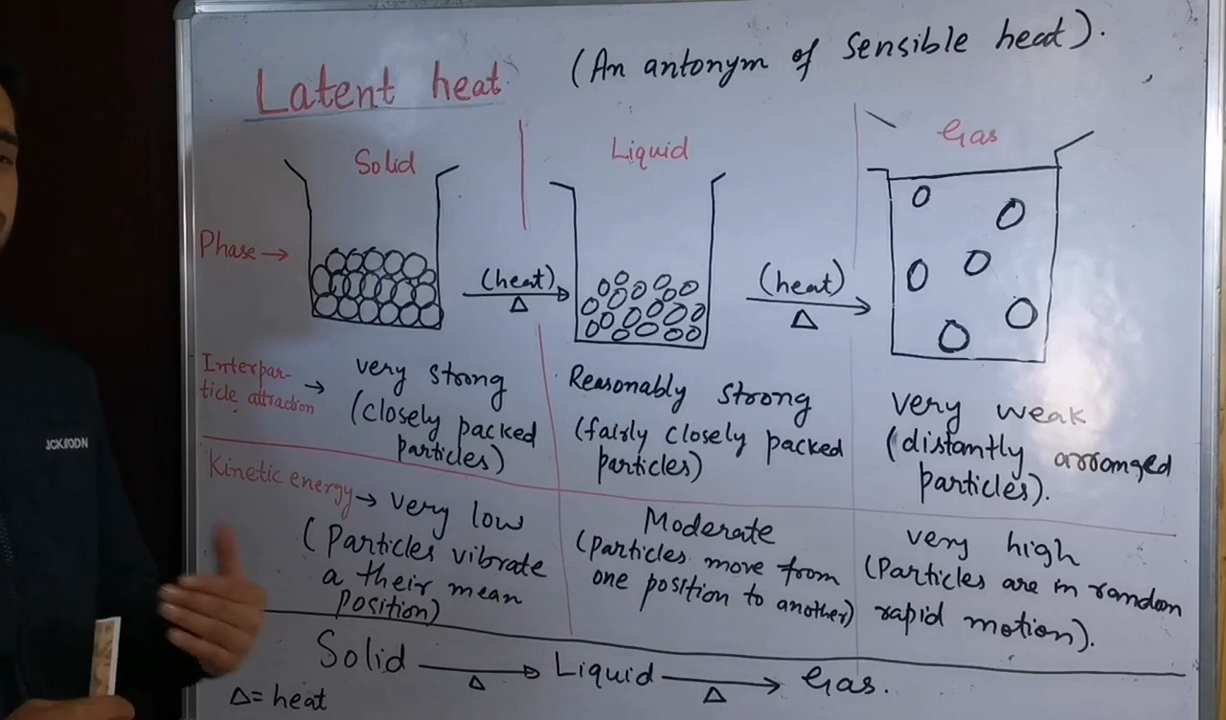 Latent heat (An antonym of sensible heat).
Solid
Liquid
Gas
Phase →
(heat)
Δ
(heat)
Δ
Interpar-
ticle attraction →
very strong
(closely packed
particles)
Reasonably strong
(fairly closely packed
particles)
very weak
(distantly arranged
particles).
Kinetic energy →
very low
(Particles vibrate
a their mean
position)
Moderate
(Particles move from
one position to another)
very high
(Particles are in random
rapid motion).
Solid → Liquid → Gas.
Δ
Δ
Δ= heat